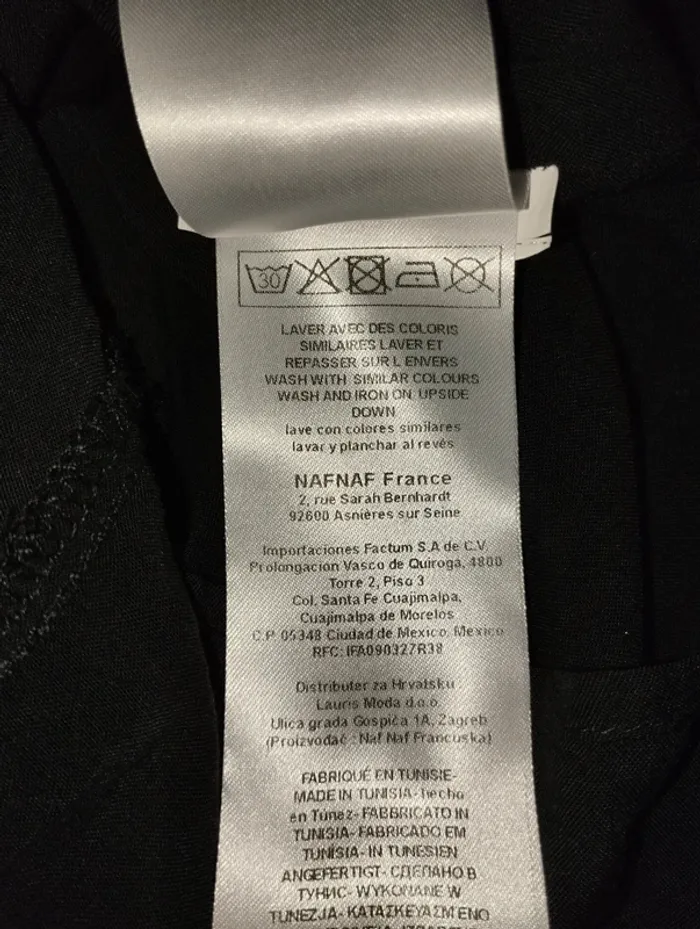 30
LAVER AVEC DES COLORIS
SIMILAIRES LAVER ET
REPASSER SUR L ENVERS
WASH WITH SIMILAR COLOURS
WASH AND IRON ON UPSIDE
DOWN
lave con colores similares
lavar y planchar al revés
NAFNAF France
2, rue Sarah Bernhardt
92600 Asnières sur Seine
Importaciones Factum S.A de C.V.
Prolongacion Vasco de Quiroga, 4800
Torre 2, Piso 3
Col. Santa Fe Cuajimalpa,
Cuajimalpa de Morelos
C.P. 05348 Ciudad de Mexico, Mexico
RFC: IFA090327R38
Distributer za Hrvatsku
Lauris Moda d.o.o.
Ulica grada Gospića 1A, Zagreb
(Proizvođač : Naf Naf Francuska)
FABRIQUÉ EN TUNISIE-
MADE IN TUNISIA- hecho
en Túnez- FABBRICATO IN
TUNISIA- FABRICADO EM
TUNÍSIA- IN TUNESIEN
ANGEFERTIGT- СДЕЛАНО В
ТУНИС- WYKONANE W
TUNEZJA- ΚΑΤΑΣΚΕΥΑΣΜΕΝΟ